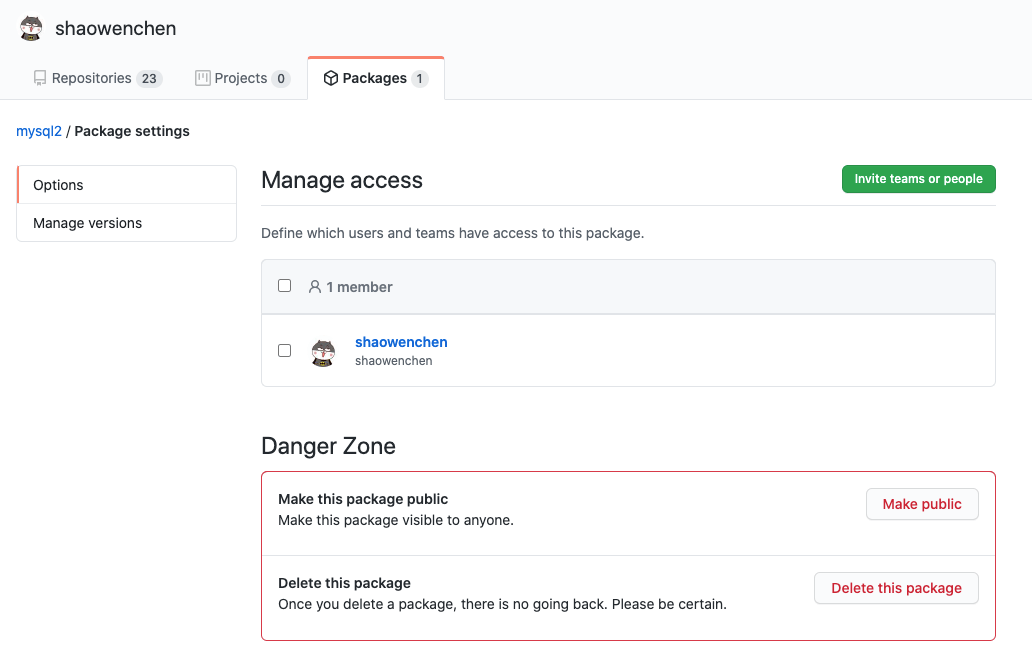 shaowenchen
Repositories 23 Projects 0 Packages 1
mysql2 / Package settings
Options
Manage versions
Manage access
Invite teams or people
Define which users and teams have access to this package.
1 member
shaowenchen
shaowenchen
Danger Zone
Make this package public
Make this package visible to anyone.
Make public
Delete this package
Once you delete a package, there is no going back. Please be certain.
Delete this package